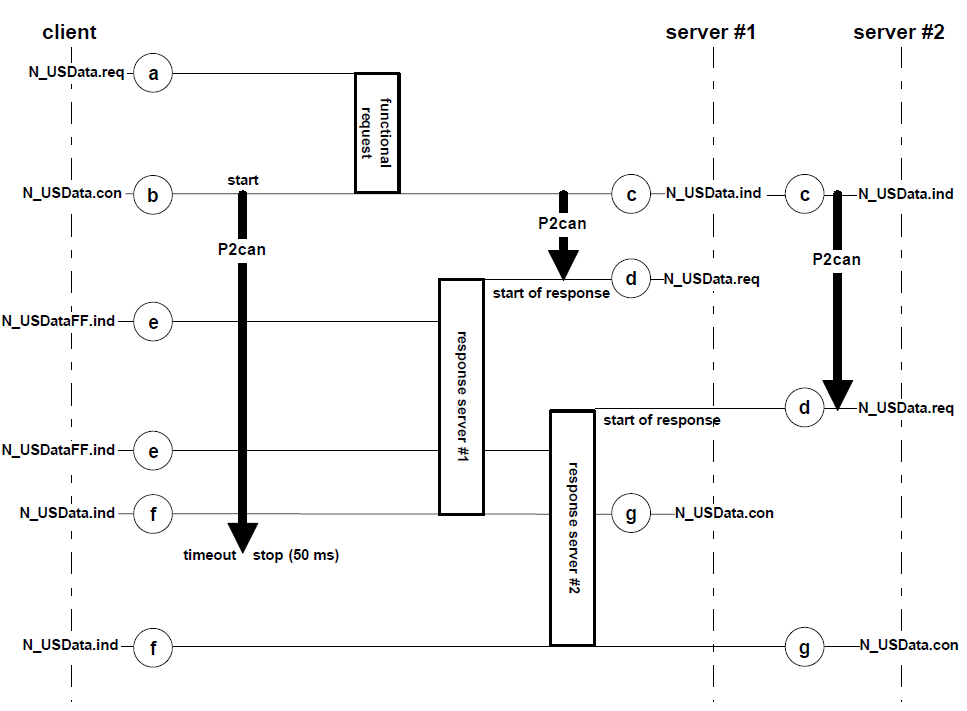 client server #1 server #2
N_USData.req a
functional
request
N_USData.con b start c N_USData.ind c N_USData.ind
P2can P2can P2can
d N_USData.req
start of response
N_USDataFF.ind e
response server #1
d N_USData.req
start of response
N_USDataFF.ind e
response server #2
N_USData.ind f g N_USData.con
timeout stop (50 ms)
N_USData.ind f g N_USData.con